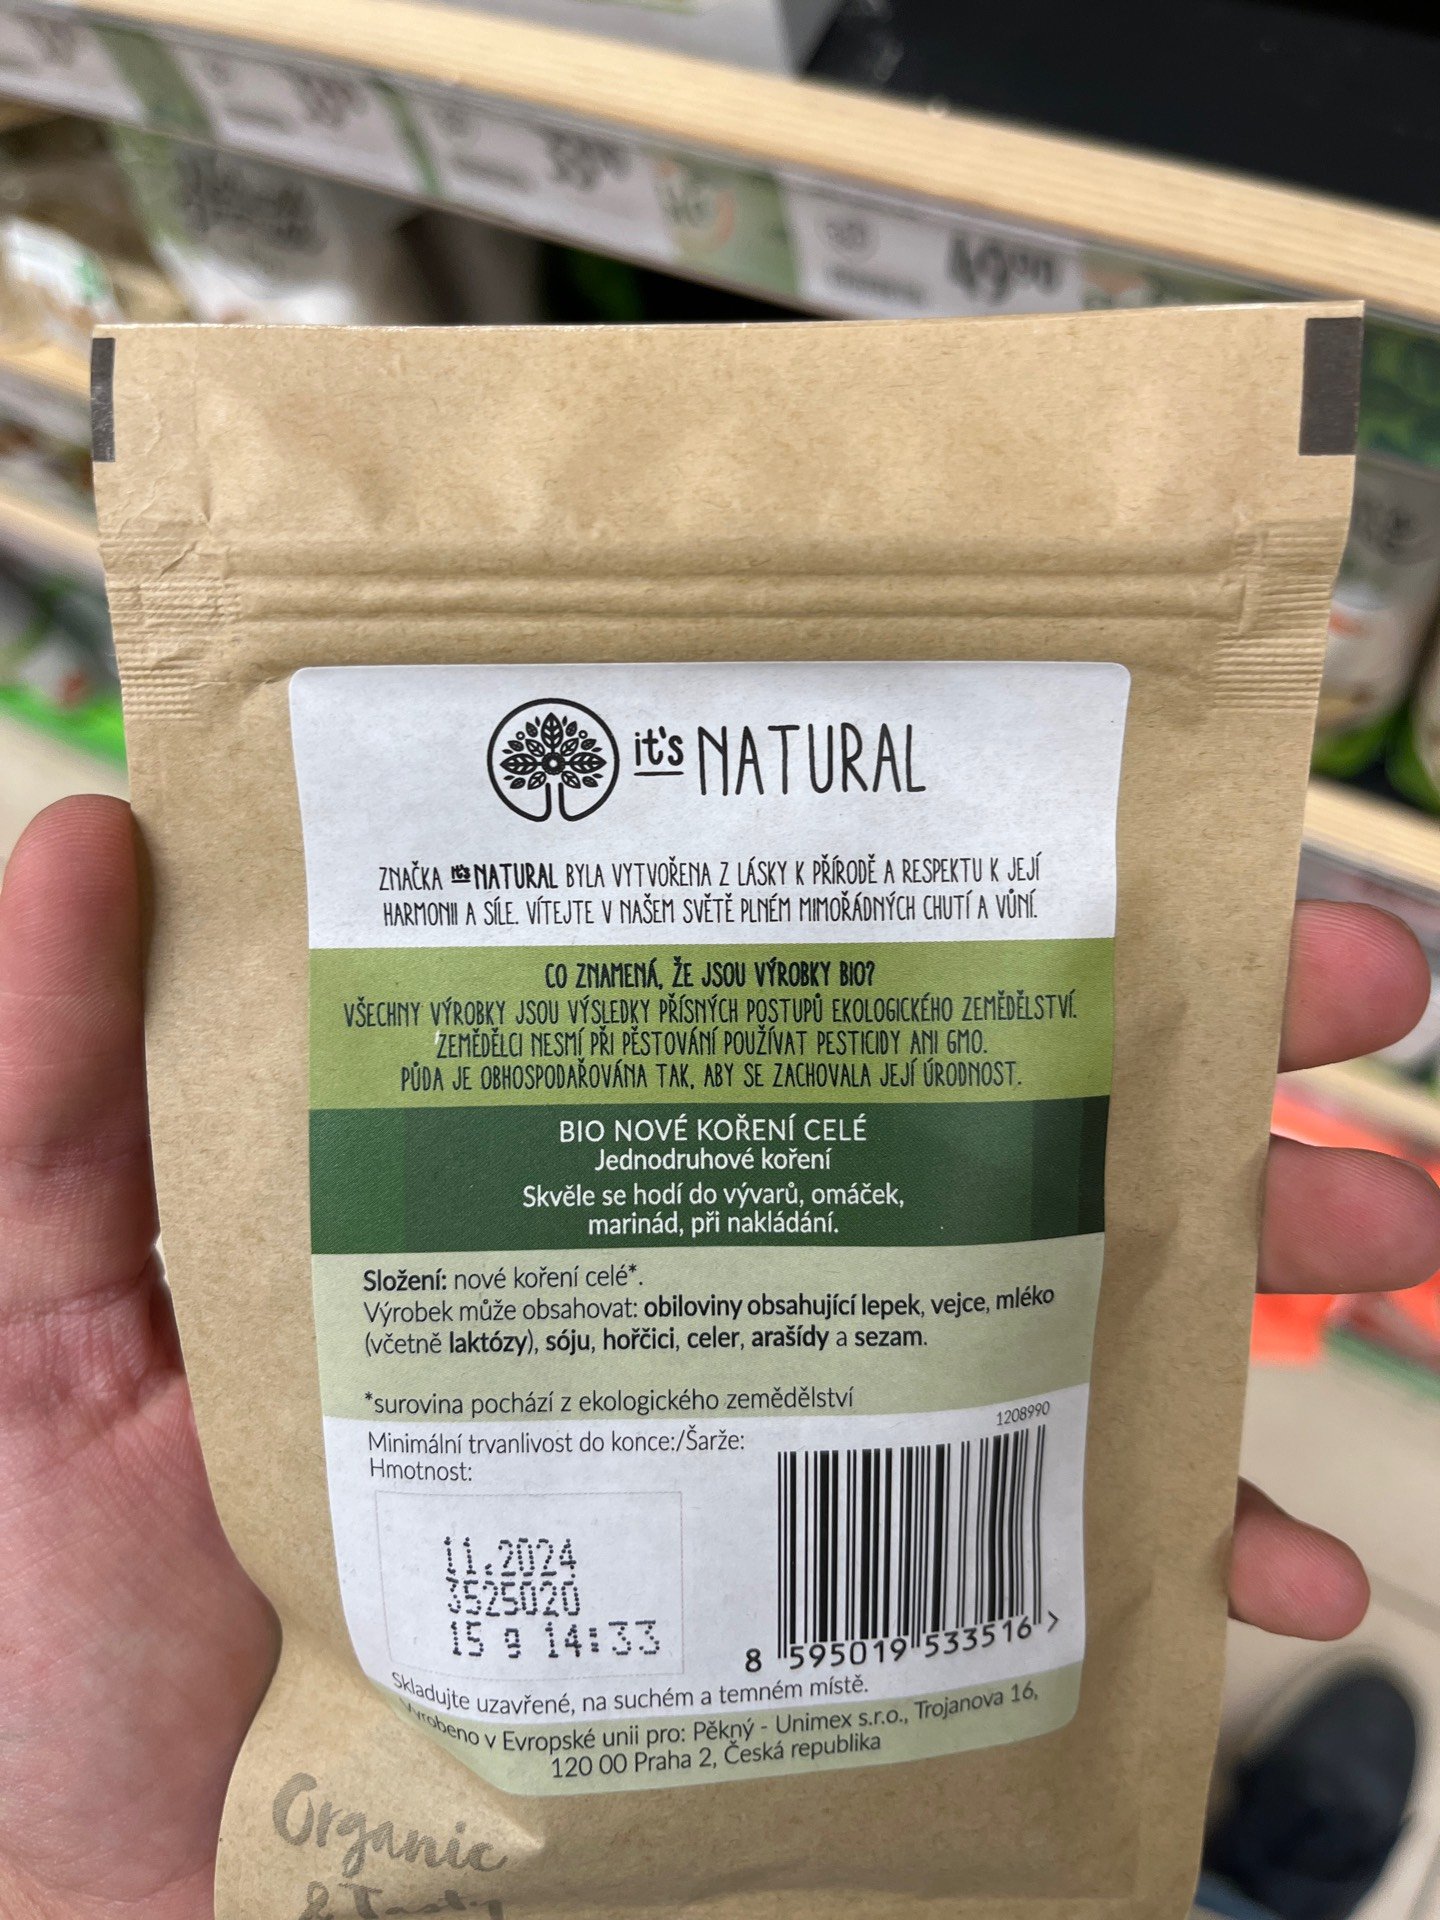 49⁹⁰
it's NATURAL
ZNAČKA it's NATURAL BYLA VYTVOŘENA Z LÁSKY K PŘÍRODĚ A RESPEKTU K JEJÍ
HARMONII A SÍLE. VÍTEJTE V NAŠEM SVĚTĚ PLNÉM MIMOŘÁDNÝCH CHUTÍ A VŮNÍ.
CO ZNAMENÁ, ŽE JSOU VÝROBKY BIO?
VŠECHNY VÝROBKY JSOU VÝSLEDKY PŘÍSNÝCH POSTUPŮ EKOLOGICKÉHO ZEMĚDĚLSTVÍ.
ZEMĚDĚLCI NESMÍ PŘI PĚSTOVÁNÍ POUŽÍVAT PESTICIDY ANI GMO.
PŮDA JE OBHOSPODAŘOVÁNA TAK, ABY SE ZACHOVALA JEJÍ ÚRODNOST.
BIO NOVÉ KOŘENÍ CELÉ
Jednodruhové koření
Skvěle se hodí do vývarů, omáček,
marinád, při nakládání.
Složení: nové koření celé*.
Výrobek může obsahovat: obiloviny obsahující lepek, vejce, mléko
(včetně laktózy), sóju, hořčici, celer, arašídy a sezam.
*surovina pochází z ekologického zemědělství
Minimální trvanlivost do konce:/Šarže:
Hmotnost:
1208990
11.2024
3525020
15 g 14:33
8 595019 533516 >
Skladujte uzavřené, na suchém a temném místě.
Vyrobeno v Evropské unii pro: Pěkný - Unimex s.r.o., Trojanova 16,
120 00 Praha 2, Česká republika
Organic
& Tasty